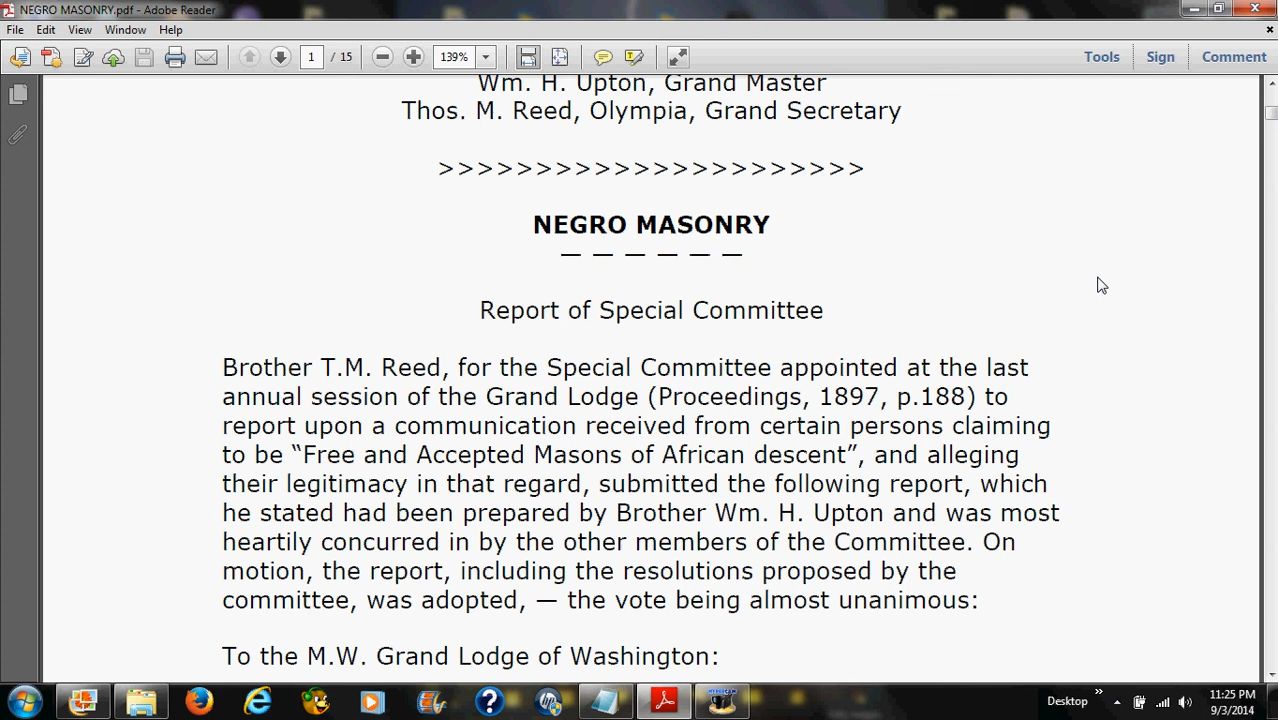 NEGRO MASONRY.pdf - Adobe Reader
File Edit View Window Help
1 / 15 139% Tools Sign Comment
Wm. H. Upton, Grand Master
Thos. M. Reed, Olympia, Grand Secretary
>>>>>>>>>>>>>>>>>>>>>>
NEGRO MASONRY
— — — — — —
Report of Special Committee
Brother T.M. Reed, for the Special Committee appointed at the last
annual session of the Grand Lodge (Proceedings, 1897, p.188) to
report upon a communication received from certain persons claiming
to be “Free and Accepted Masons of African descent”, and alleging
their legitimacy in that regard, submitted the following report, which
he stated had been prepared by Brother Wm. H. Upton and was most
heartily concurred in by the other members of the Committee. On
motion, the report, including the resolutions proposed by the
committee, was adopted, — the vote being almost unanimous:
To the M.W. Grand Lodge of Washington:
Desktop 11:25 PM
9/3/2014